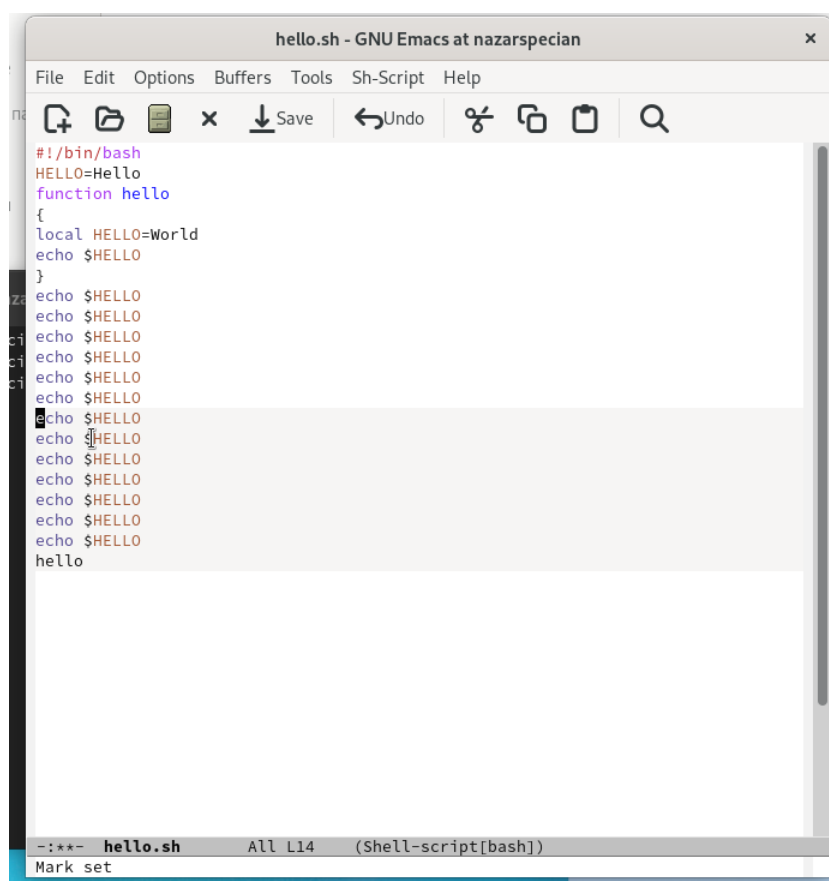 hello.sh - GNU Emacs at nazarspecian
File Edit Options Buffers Tools Sh-Script Help
Save Undo
#!/bin/bash
HELLO=Hello
function hello
{
local HELLO=World
echo $HELLO
}
echo $HELLO
echo $HELLO
echo $HELLO
echo $HELLO
echo $HELLO
echo $HELLO
echo $HELLO
echo $HELLO
echo $HELLO
echo $HELLO
echo $HELLO
echo $HELLO
echo $HELLO
hello
-:**- hello.sh All L14 (Shell-script[bash])
Mark set